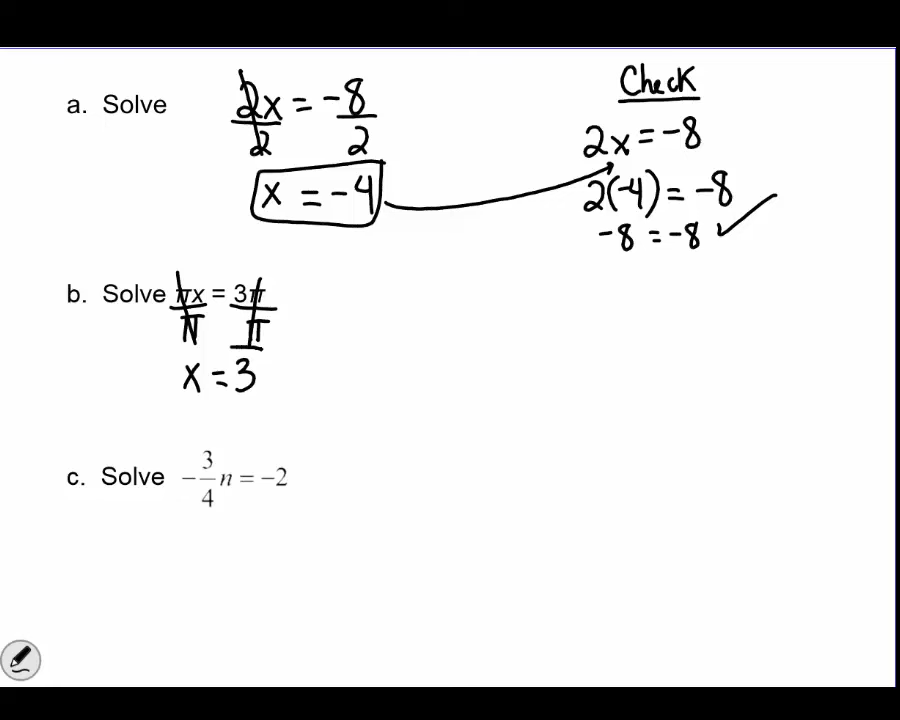 a. Solve 2x = -8
2 2
x = -4
Check
2x = -8
2(-4) = -8
-8 = -8 ✓
b. Solve πx = 3π
π π
x = 3
c. Solve -3/4 n = -2